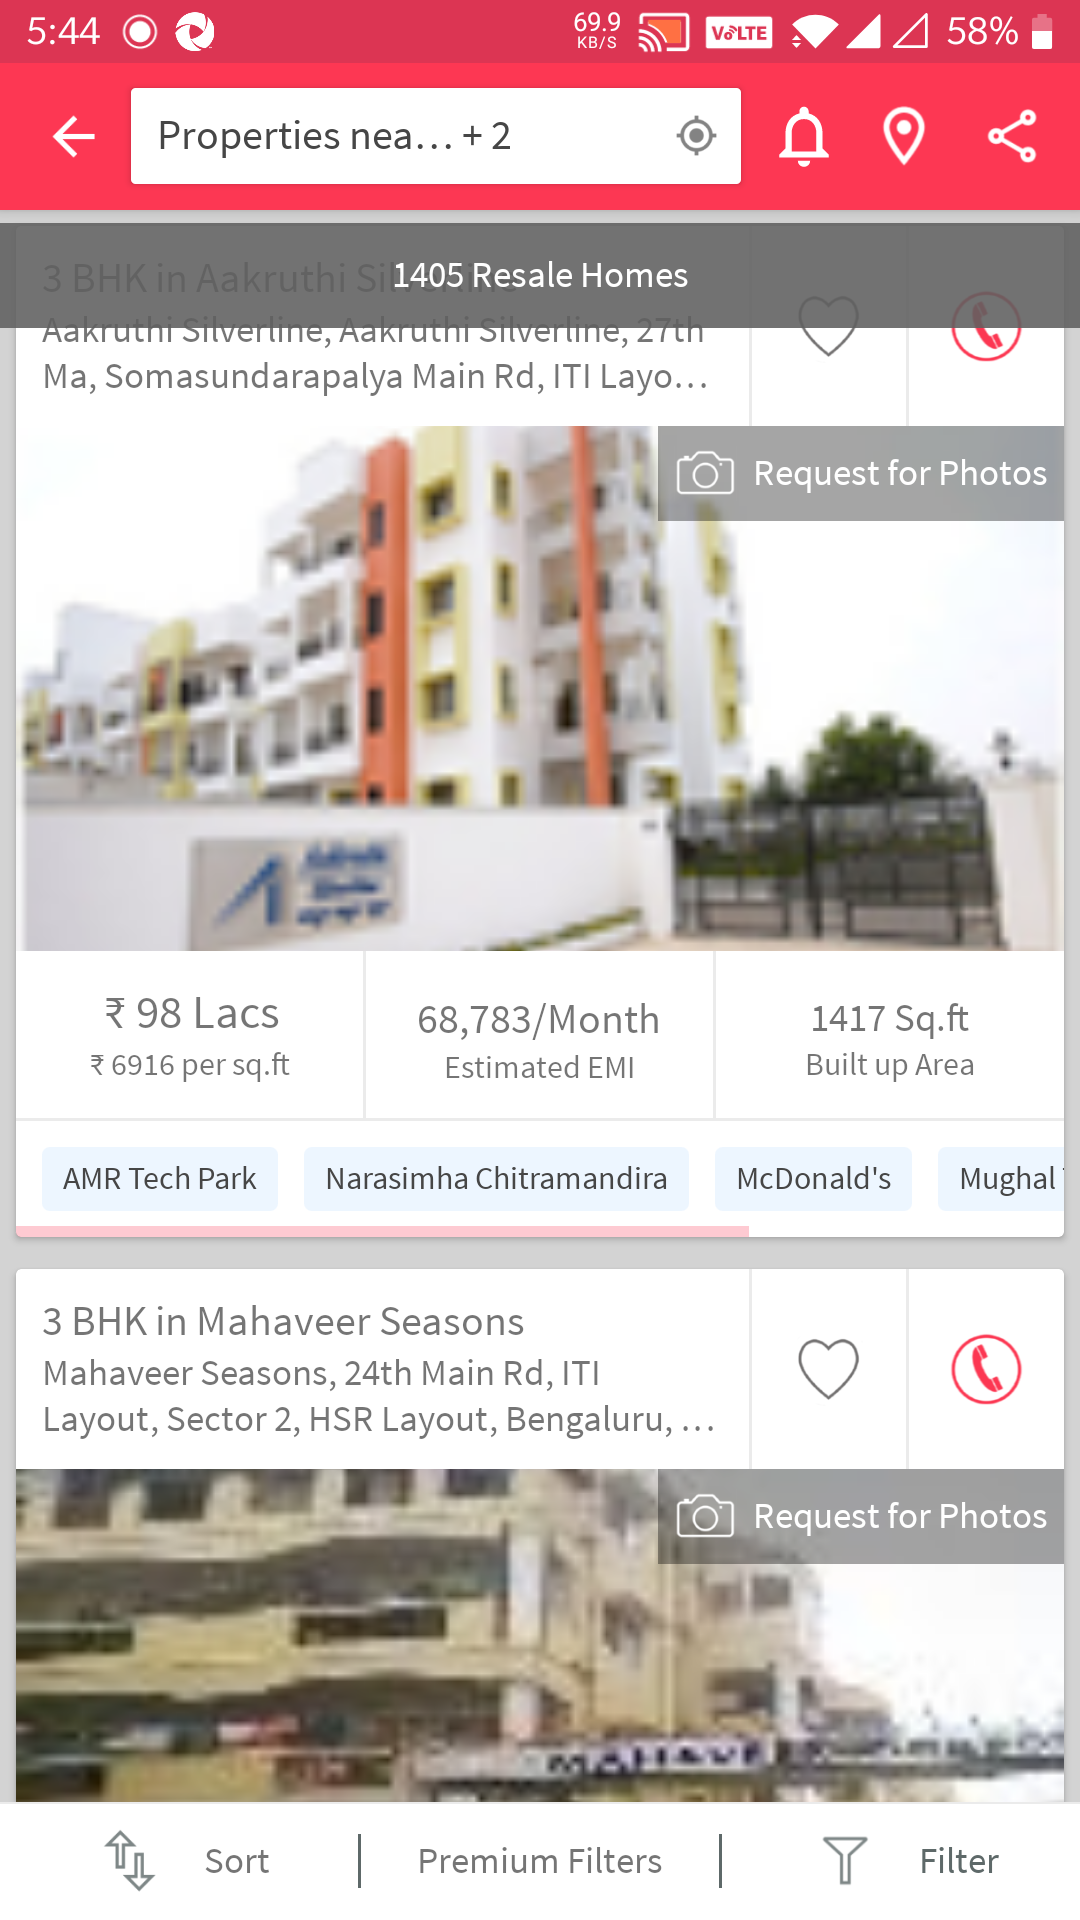 5:44
69.9
KB/S
VoLTE
58%
Properties nea... + 2
1405 Resale Homes
3 BHK in Aakruthi
Aakruthi Silverline, Aakruthi Silverline, 27th
Ma, Somasundarapalya Main Rd, ITI Layo...
Request for Photos
₹ 98 Lacs
₹ 6916 per sq.ft
68,783/Month
Estimated EMI
1417 Sq.ft
Built up Area
AMR Tech Park
Narasimha Chitramandira
McDonald's
Mughal
3 BHK in Mahaveer Seasons
Mahaveer Seasons, 24th Main Rd, ITI
Layout, Sector 2, HSR Layout, Bengaluru, ...
Request for Photos
Sort
Premium Filters
Filter